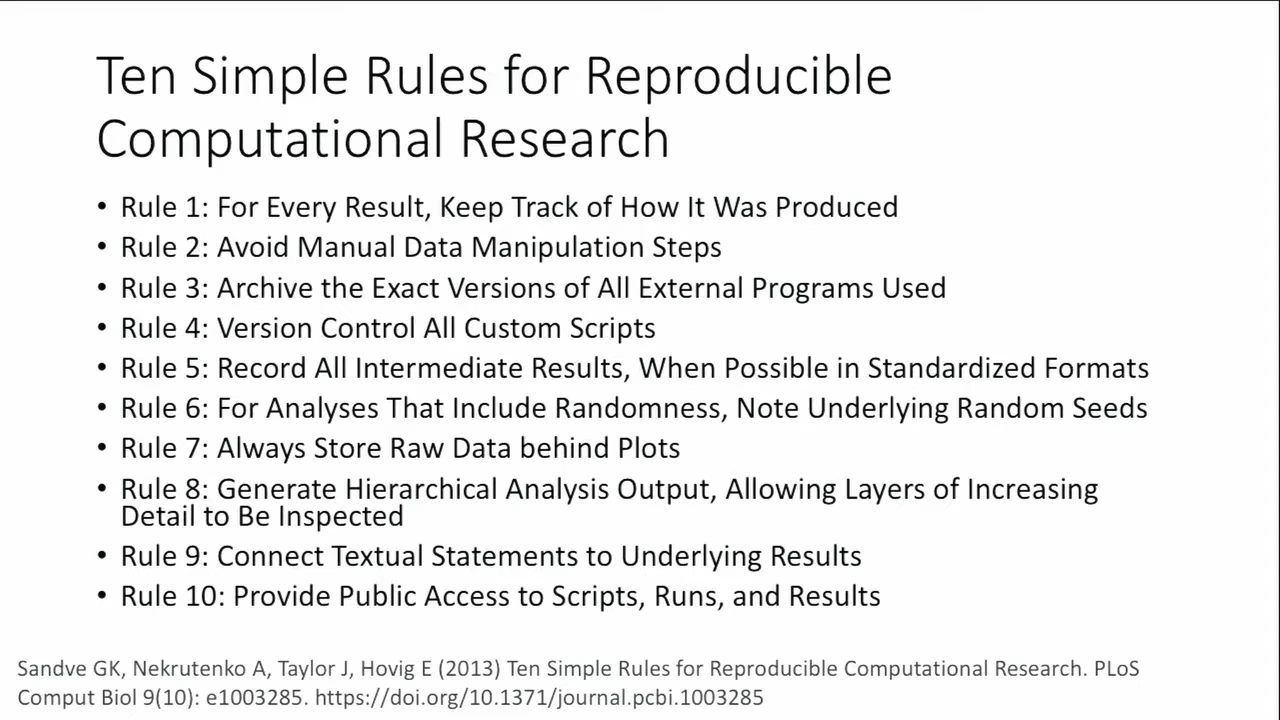 Ten Simple Rules for Reproducible
Computational Research
• Rule 1: For Every Result, Keep Track of How It Was Produced
• Rule 2: Avoid Manual Data Manipulation Steps
• Rule 3: Archive the Exact Versions of All External Programs Used
• Rule 4: Version Control All Custom Scripts
• Rule 5: Record All Intermediate Results, When Possible in Standardized Formats
• Rule 6: For Analyses That Include Randomness, Note Underlying Random Seeds
• Rule 7: Always Store Raw Data behind Plots
• Rule 8: Generate Hierarchical Analysis Output, Allowing Layers of Increasing
Detail to Be Inspected
• Rule 9: Connect Textual Statements to Underlying Results
• Rule 10: Provide Public Access to Scripts, Runs, and Results
Sandve GK, Nekrutenko A, Taylor J, Hovig E (2013) Ten Simple Rules for Reproducible Computational Research. PLoS
Comput Biol 9(10): e1003285. https://doi.org/10.1371/journal.pcbi.1003285